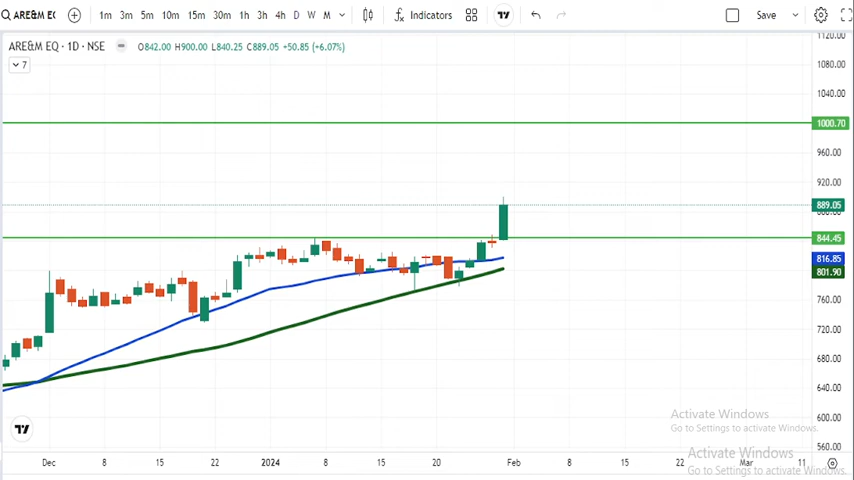 ARE&M EQ 1m 3m 5m 10m 15m 30m 1h 3h 4h D W M Indicators Save
ARE&M EQ · 1D · NSE O842.00 H900.00 L840.25 C889.05 +50.85 (+6.07%)
7
1120.00
1080.00
1040.00
1000.70
960.00
920.00
889.05
880.00
844.45
816.85
801.90
760.00
720.00
680.00
640.00
600.00
560.00
Activate Windows
Go to Settings to activate Windows.
Activate Windows
Go to Settings to activate Windows.
Dec 8 15 22 2024 8 15 20 Feb 8 15 22 Mar 11